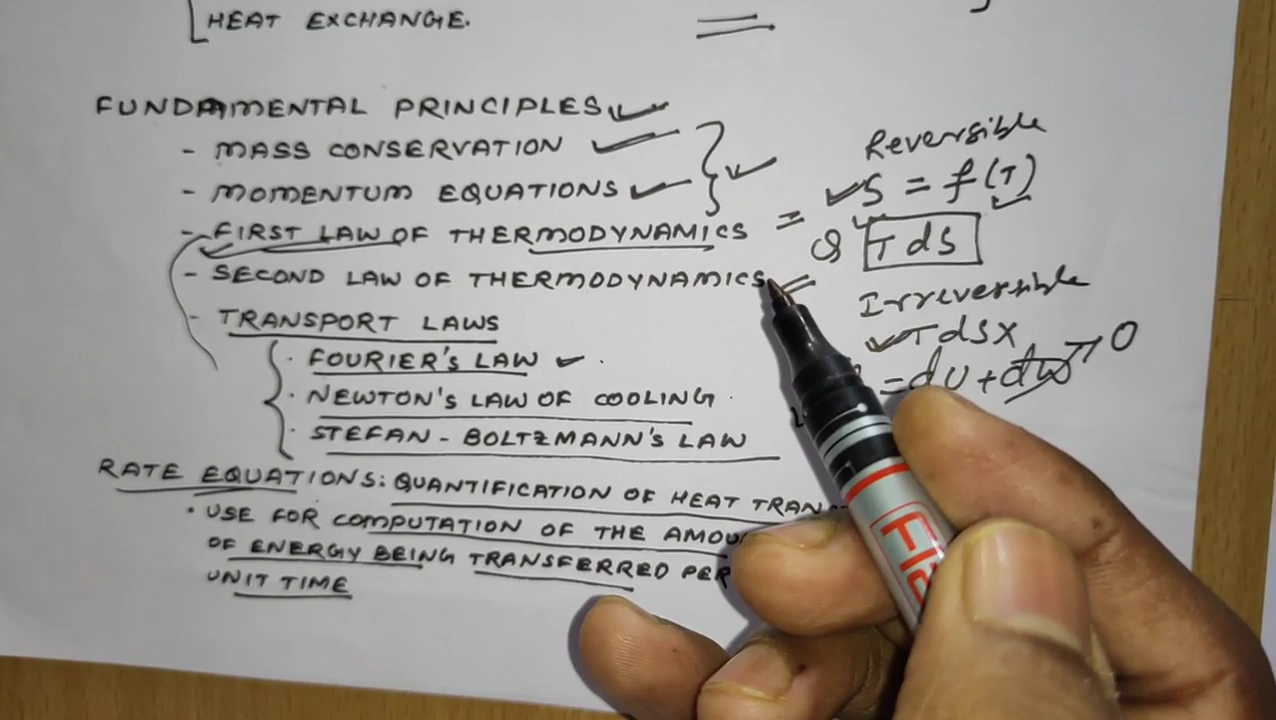 HEAT EXCHANGE.
FUNDAMENTAL PRINCIPLES
- MASS CONSERVATION
- MOMENTUM EQUATIONS
- FIRST LAW OF THERMODYNAMICS
- SECOND LAW OF THERMODYNAMICS
- TRANSPORT LAWS
· FOURIER'S LAW
· NEWTON'S LAW OF COOLING
· STEFAN - BOLTZMANN'S LAW
RATE EQUATIONS: QUANTIFICATION OF HEAT TRAN
· USE FOR COMPUTATION OF THE AMOU
OF ENERGY BEING TRANSFERRED PER
UNIT TIME
Reversible
S = f(T)
Q TdS
Irreversible
TdSX
= dU + dW 0